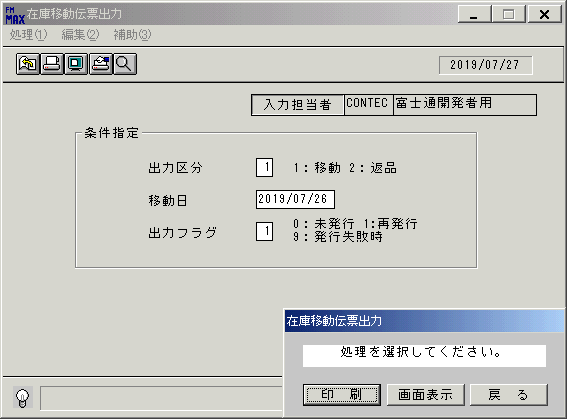 FM MAX 在庫移動伝票出力
処理(1) 編集(2) 補助(3)
2019/07/27
入力担当者 CONTEC 富士通開発者用
条件指定
出力区分 1 1：移動 2：返品
移動日 2019/07/26
出力フラグ 1 0：未発行 1:再発行
9：発行失敗時
在庫移動伝票出力
処理を選択してください。
印 刷 画面表示 戻 る